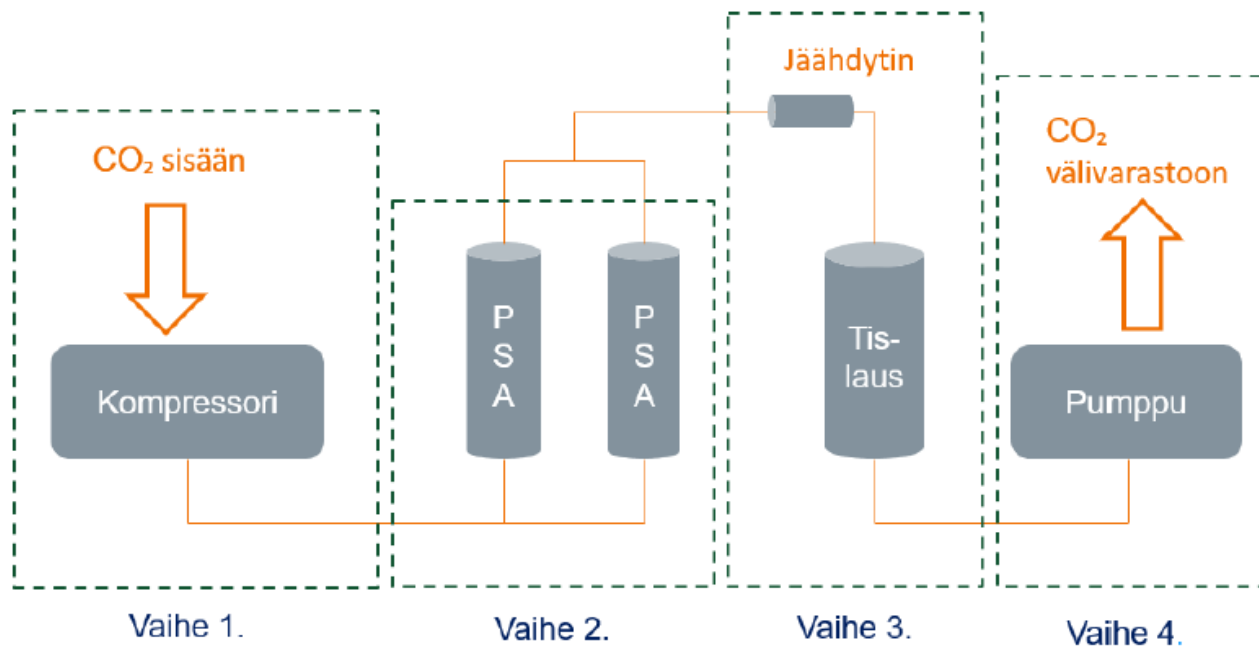 CO₂ sisään
Kompressori
Vaihe 1.
P
S
A
P
S
A
Vaihe 2.
Jäähdytin
Tis-
laus
Vaihe 3.
CO₂
välivarastoon
Pumppu
Vaihe 4.